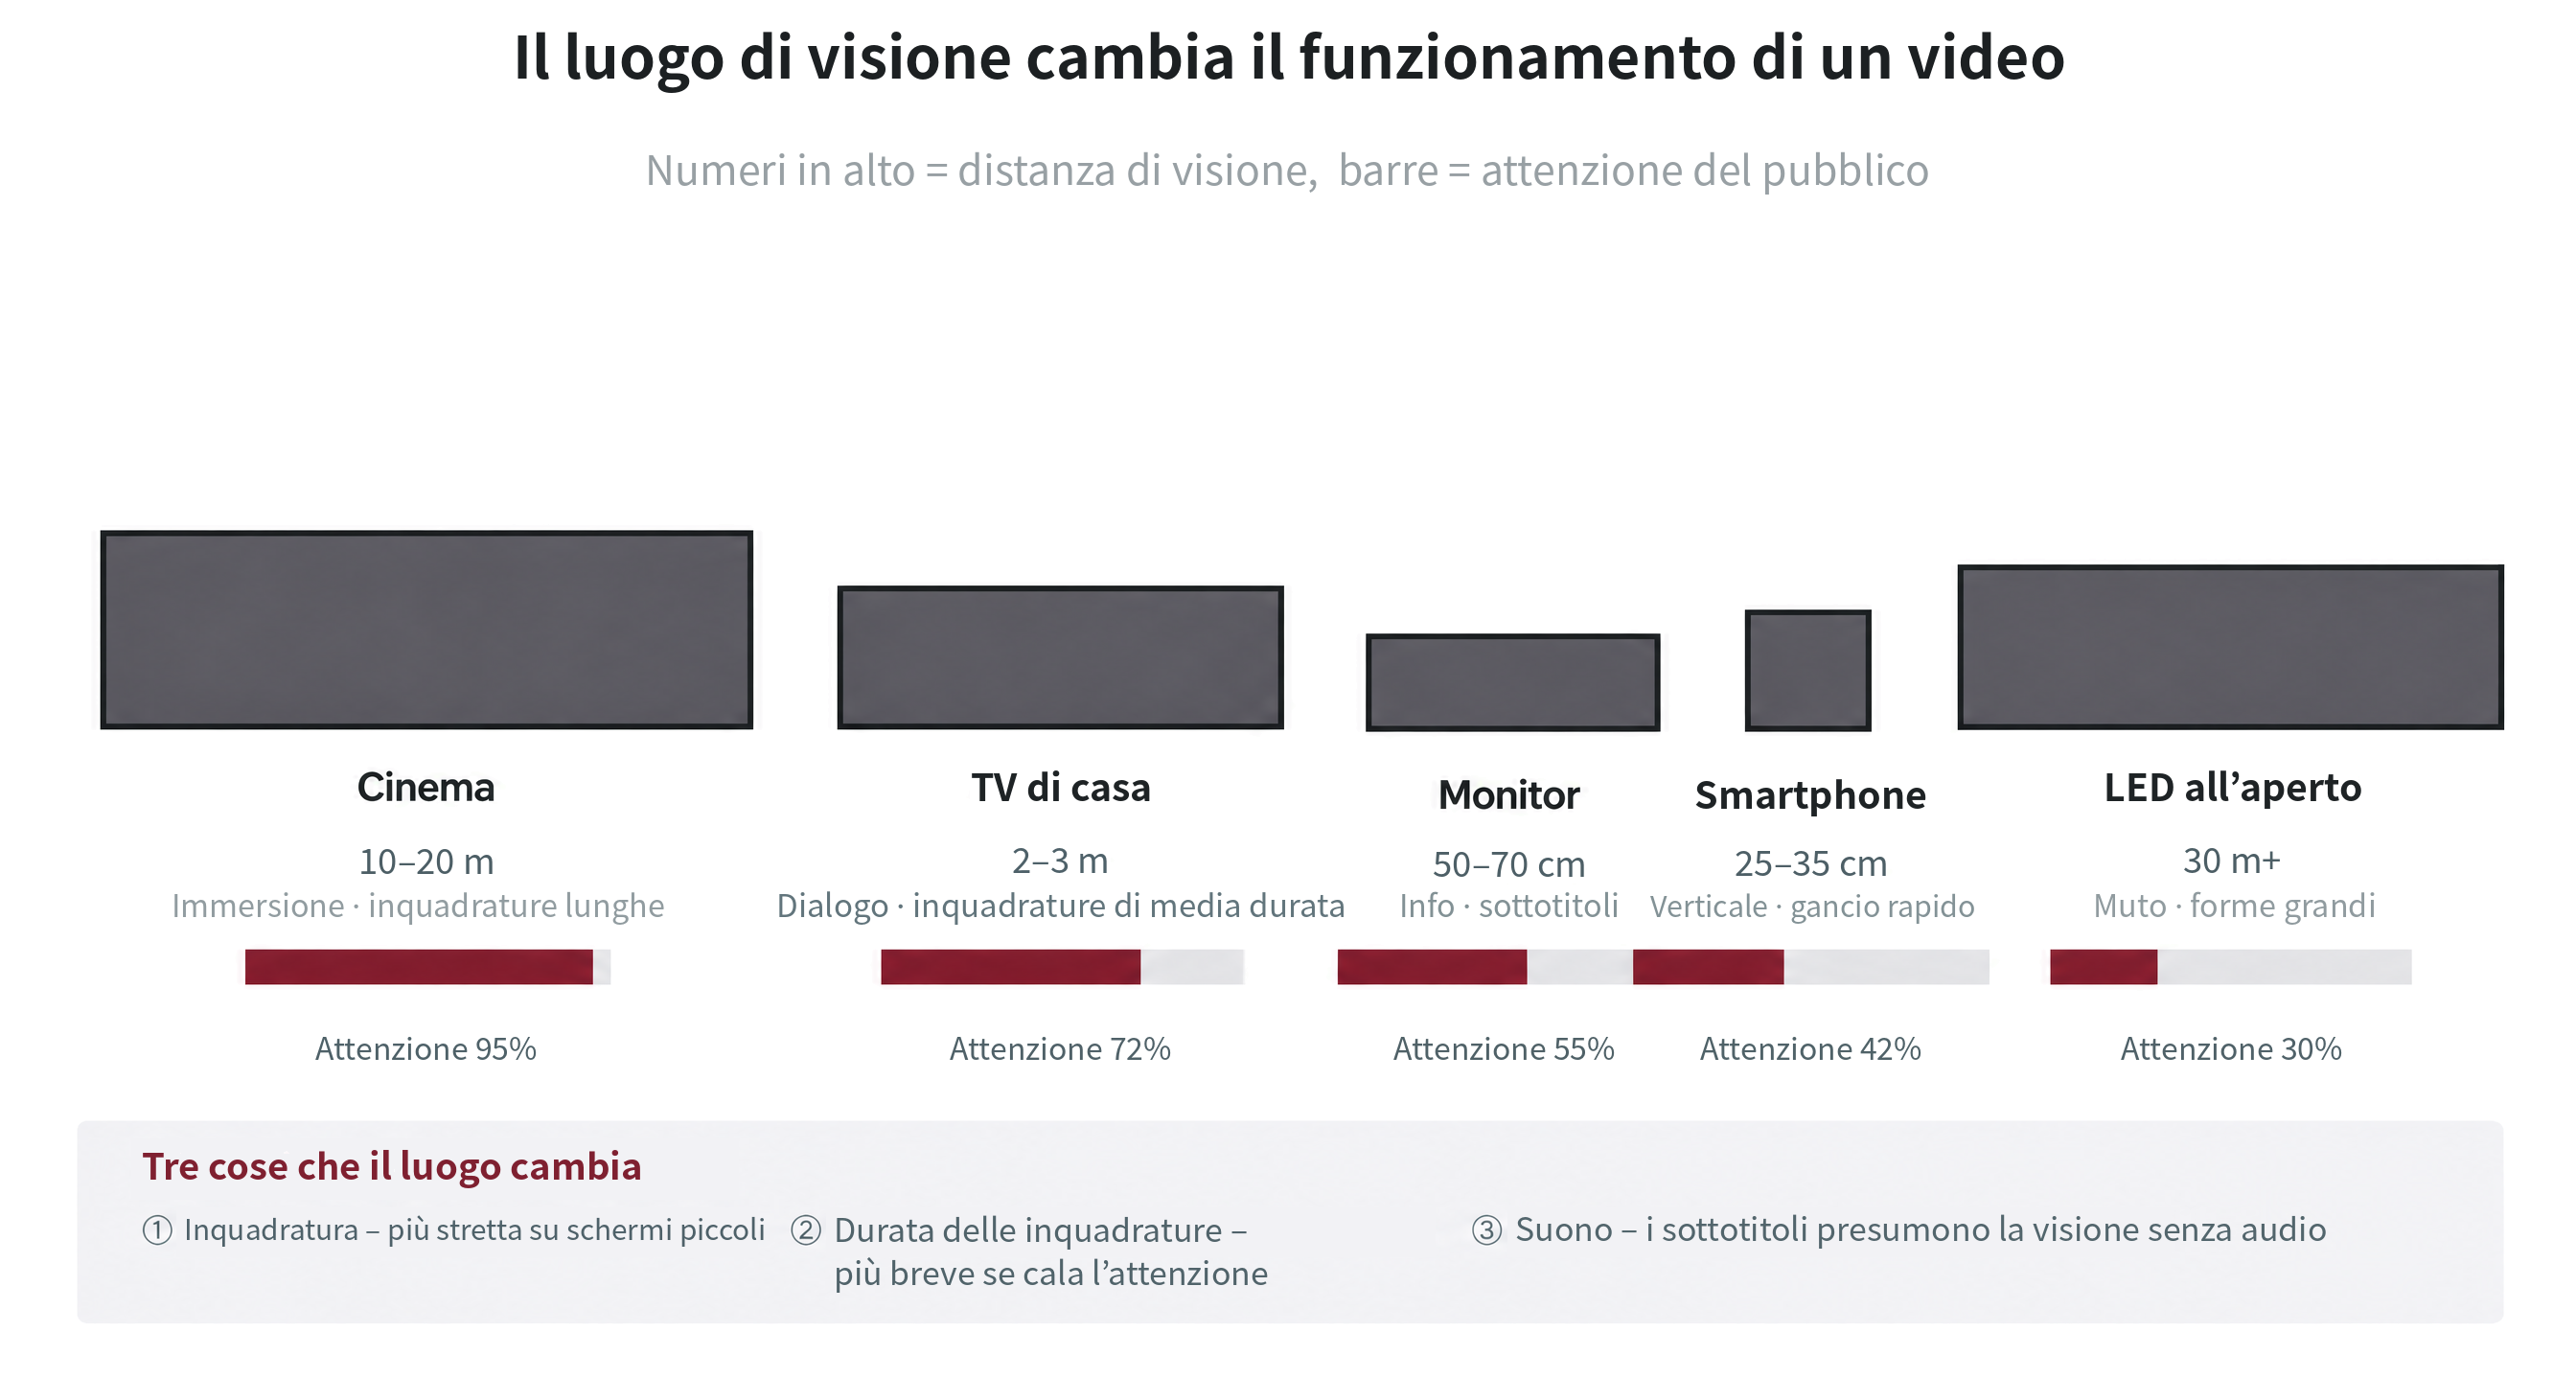 Il luogo di visione cambia il funzionamento di un video
Numeri in alto = distanza di visione, barre = attenzione del pubblico
Cinema
10–20 m
Immersione · inquadrature lunghe
Attenzione 95%
TV di casa
2–3 m
Dialogo · inquadrature di media durata
Attenzione 72%
Monitor
50–70 cm
Info · sottotitoli
Attenzione 55%
Smartphone
25–35 cm
Verticale · gancio rapido
Attenzione 42%
LED all’aperto
30 m+
Muto · forme grandi
Attenzione 30%
Tre cose che il luogo cambia
① Inquadratura – più stretta su schermi piccoli
② Durata delle inquadrature –
più breve se cala l’attenzione
③ Suono – i sottotitoli presumono la visione senza audio